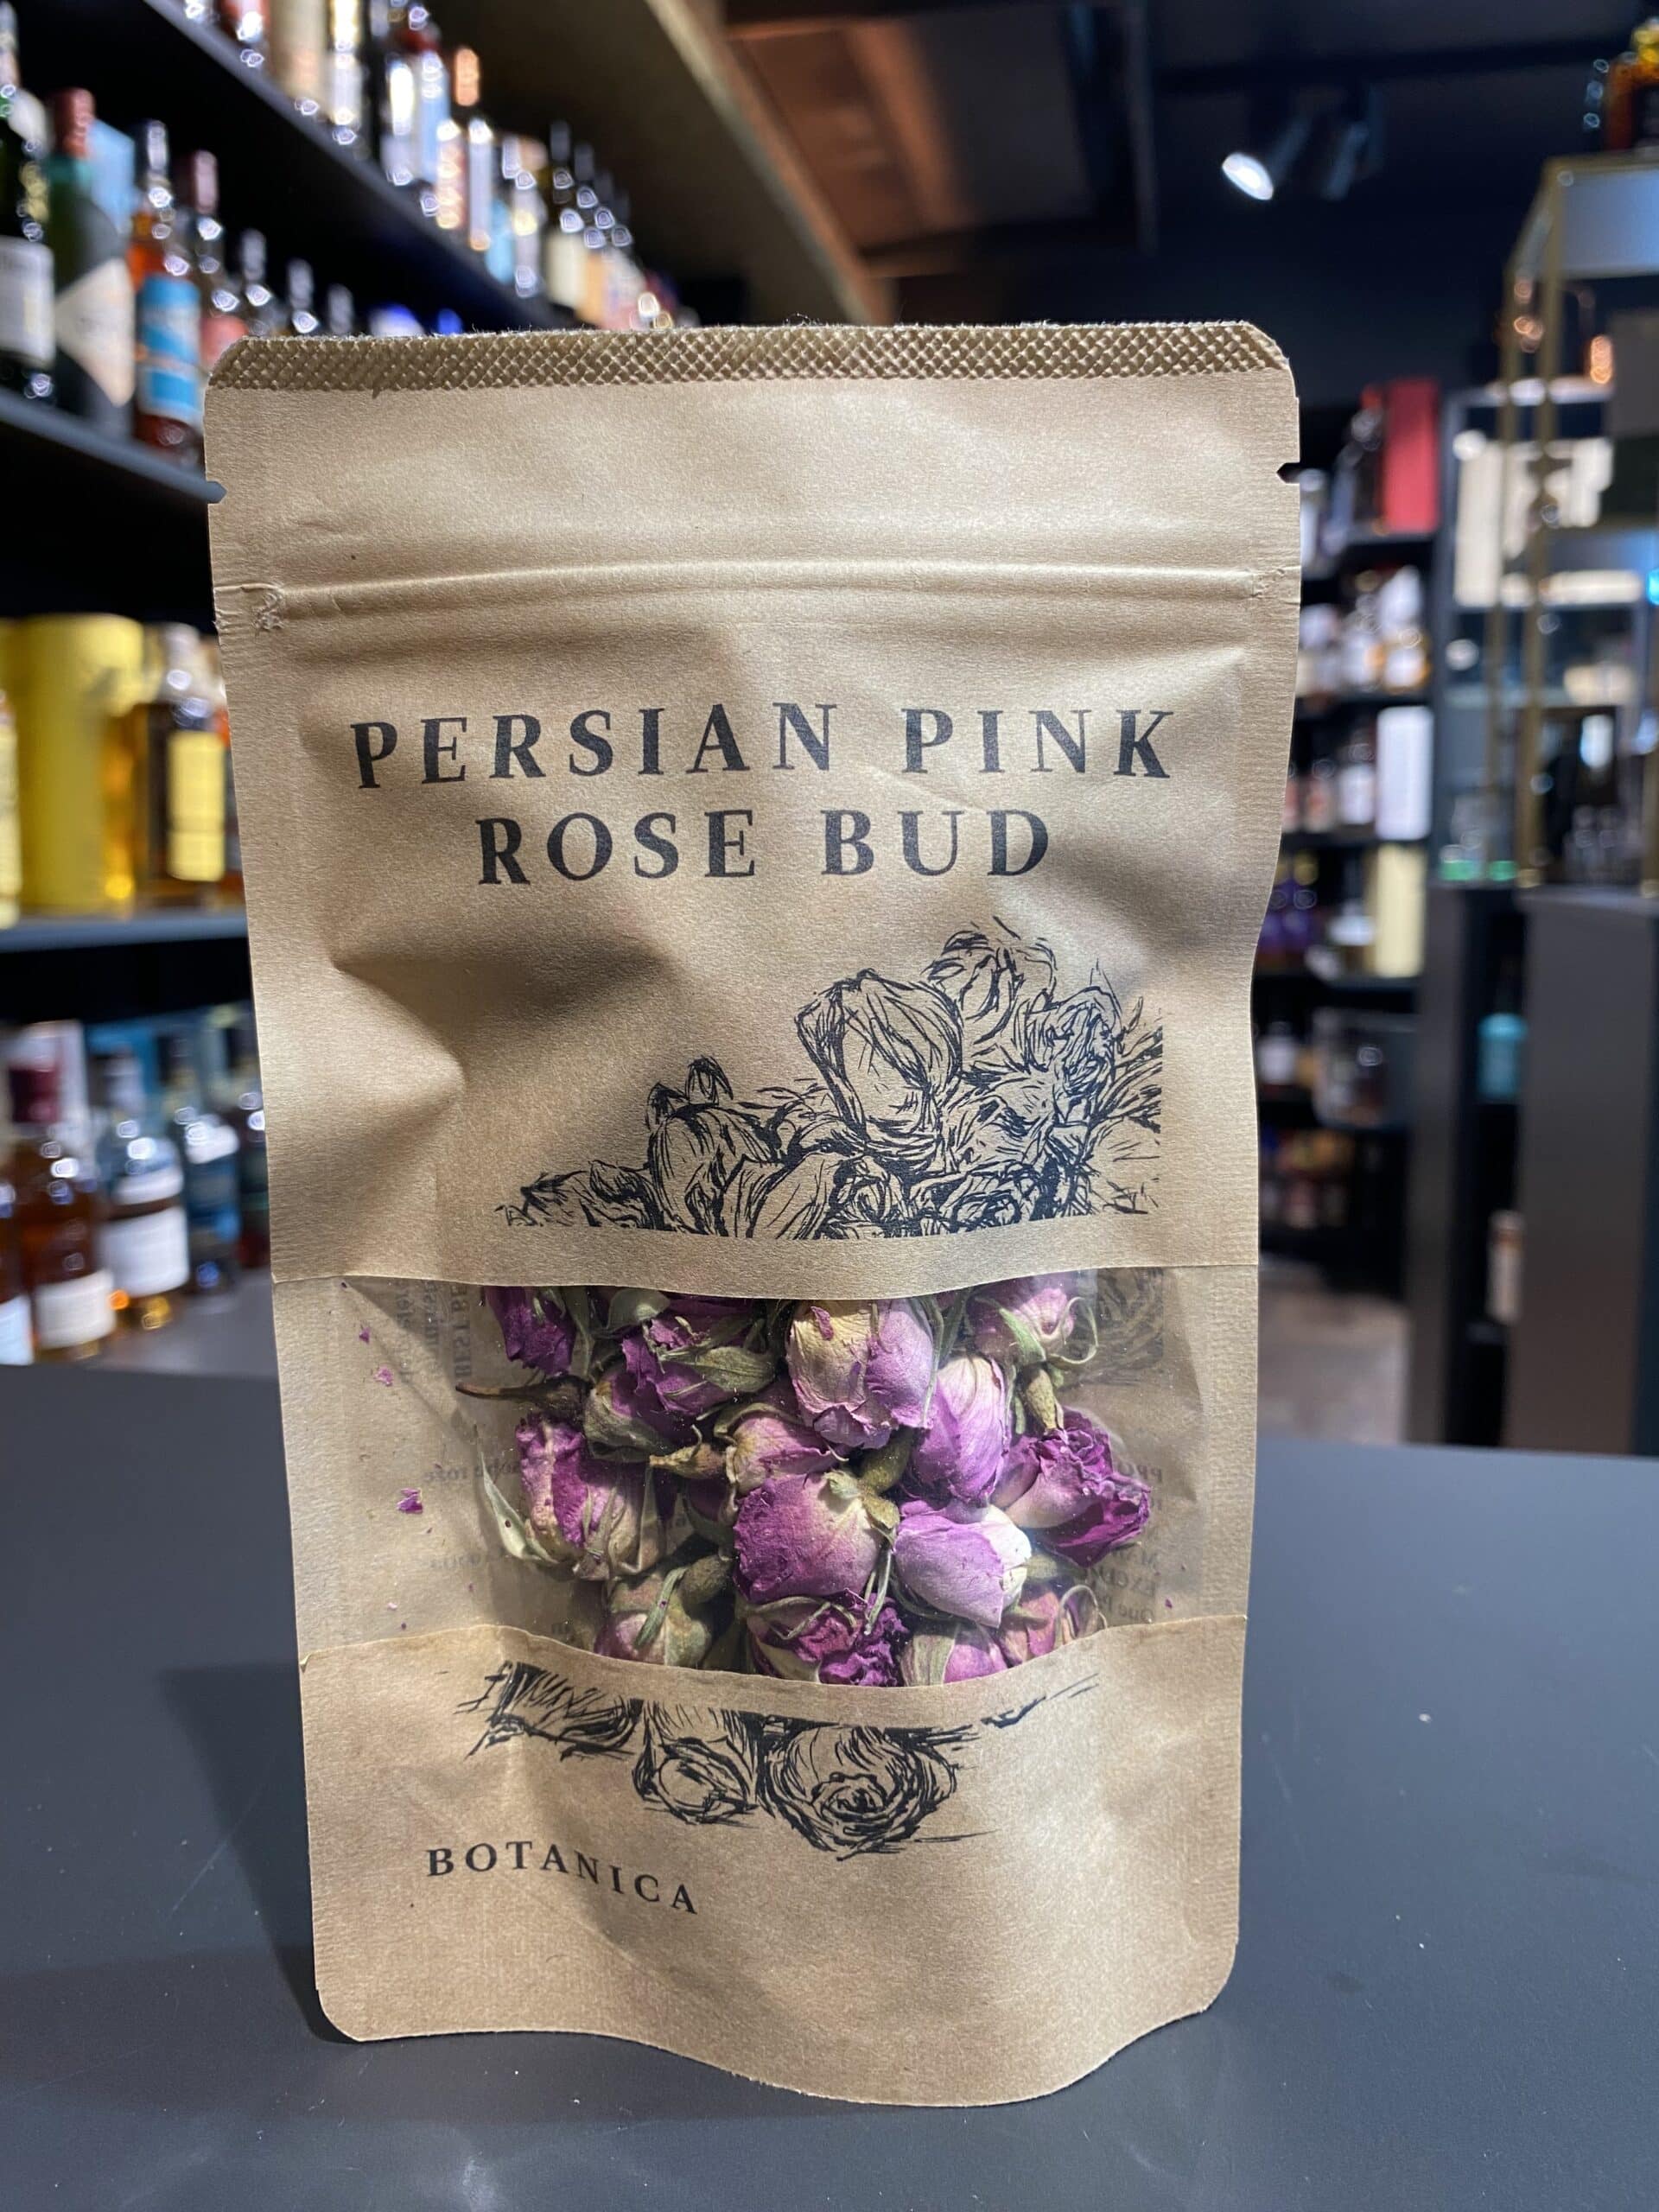 PERSIAN PINK
ROSE BUD
BOTANICA